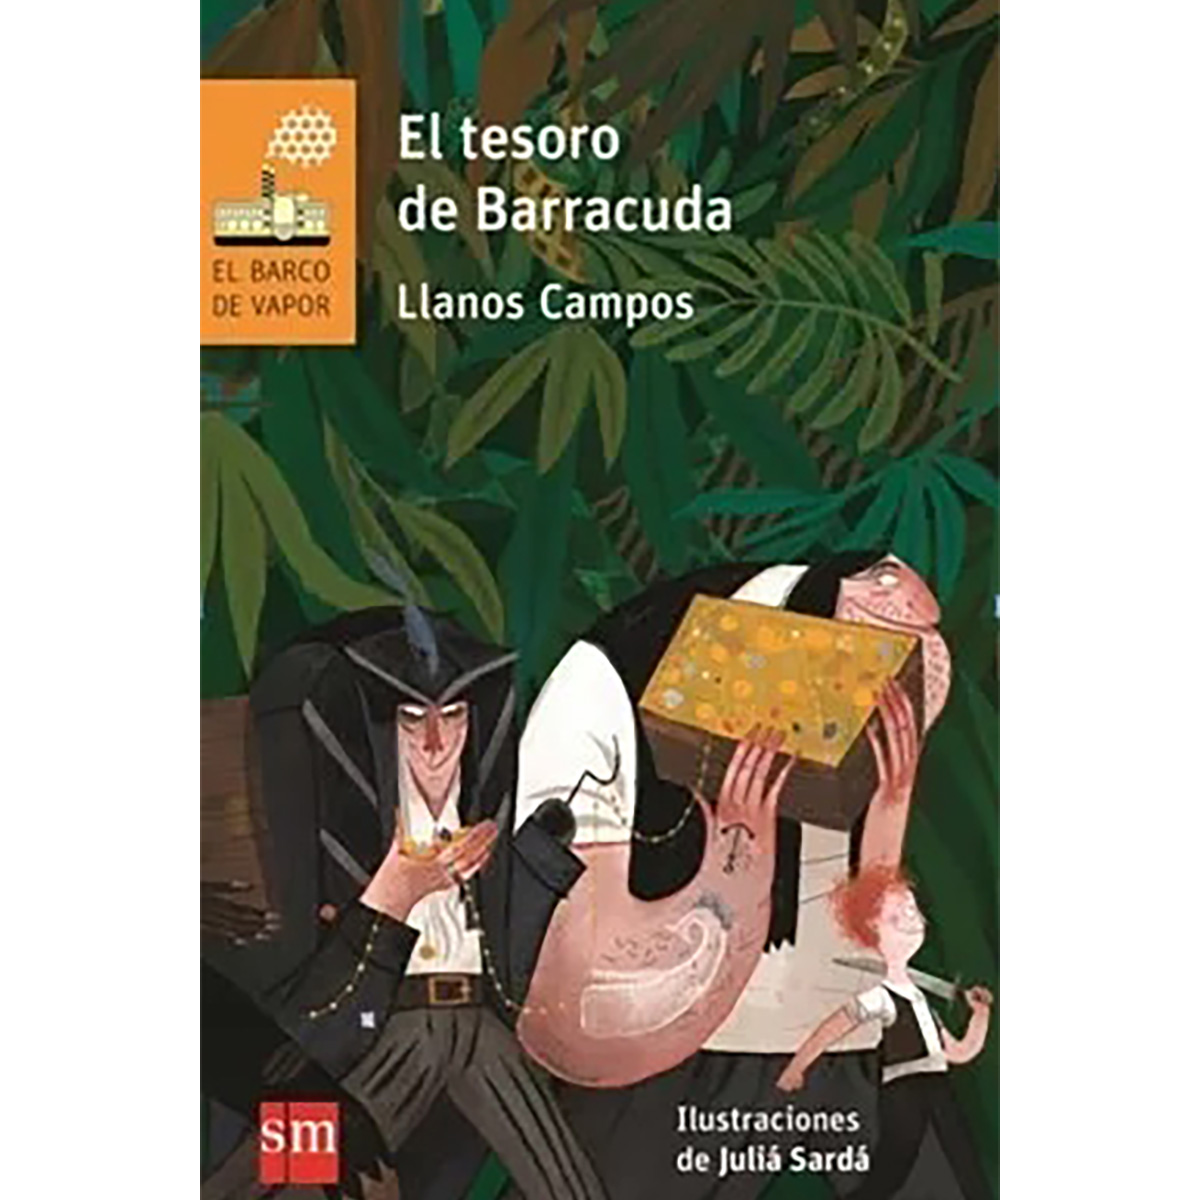 El tesoro
de Barracuda
Llanos Campos
EL BARCO
DE VAPOR
sm
Ilustraciones
de Juliá Sardá